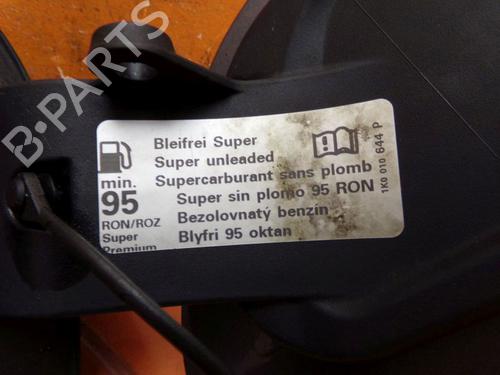 Bleifrei Super
Super unleaded
Supercarburant sans plomb
Super sin plomo 95 RON
Bezolovnatý benzín
Blyfri 95 oktan
min.
95
RON/ROZ
Super
Premium
1K0 010 644 P
B-PARTS